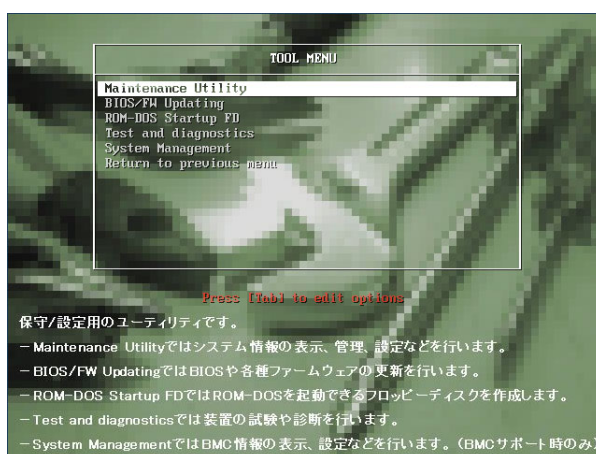 TOOL MENU
Maintenance Utility
BIOS/FW Updating
ROM-DOS Startup FD
Test and diagnostics
System Management
Return to previous menu
Press [Tab] to edit options
保守/設定用のユーティリティです。
－Maintenance Utilityではシステム情報の表示、管理、設定などを行います。
－BIOS/FW UpdatingではBIOSや各種ファームウェアの更新を行います。
－ROM-DOS Startup FDではROM-DOSを起動できるフロッピーディスクを作成します。
－Test and diagnosticsでは装置の試験や診断を行います。
－System ManagementではBMC情報の表示、設定などを行います。(BMCサポート時のみ)